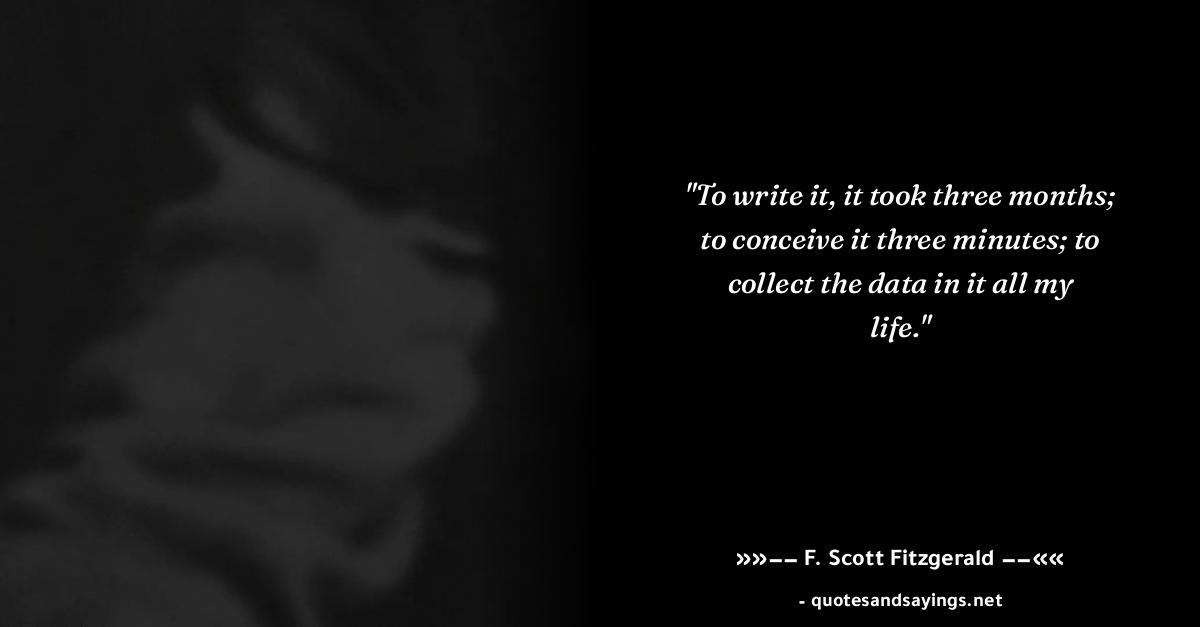 "To write it, it took three months;
to conceive it three minutes; to
collect the data in it all my
life."
»»–– F. Scott Fitzgerald ––««
- quotesandsayings.net